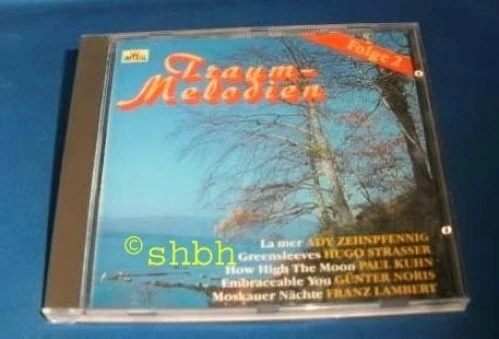 Traum-
Melodien
Folge 2
©shbh
La mer ADY ZEHNPFENNIG
Greensleeves HUGO STRASSER
How High The Moon PAUL KUHN
Embraceable You GÜNTER NORIS
Moskauer Nächte FRANZ LAMBERT